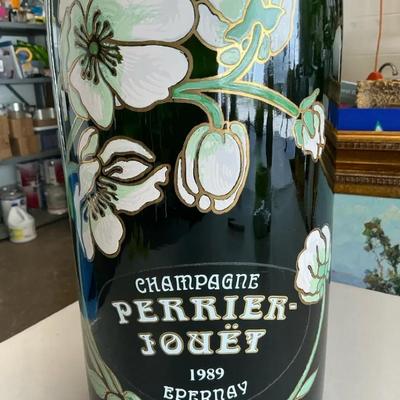 CHAMPAGNE
PERRIER-
JOUËT
1989
EPERNAY